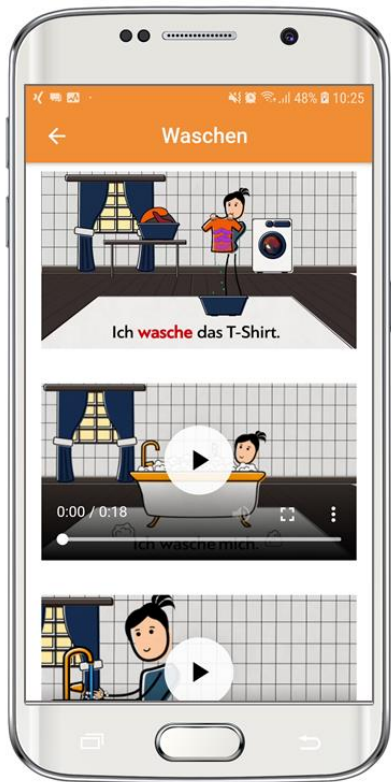 48% 10:25
Waschen
Ich wasche das T-Shirt.
0:00 / 0:18
Ich wasche mich.